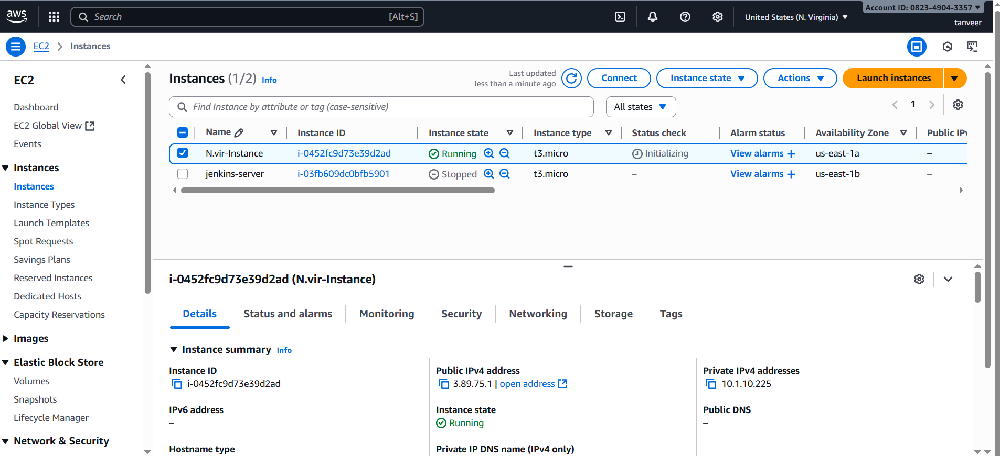 aws
Search [Alt+S]
United States (N. Virginia)
Account ID: 0823-4904-3357
tanveer
EC2 Instances
EC2
Dashboard
EC2 Global View
Events
Instances
Instances
Instance Types
Launch Templates
Spot Requests
Savings Plans
Reserved Instances
Dedicated Hosts
Capacity Reservations
Images
Elastic Block Store
Volumes
Snapshots
Lifecycle Manager
Network & Security
Instances (1/2) Info
Last updated
less than a minute ago
Connect
Instance state
Actions
Launch instances
Find Instance by attribute or tag (case-sensitive)
All states
1
Name Instance ID Instance state Instance type Status check Alarm status Availability Zone Public IPv
N.vir-Instance i-0452fc9d73e39d2ad Running t3.micro Initializing View alarms + us-east-1a –
jenkins-server i-03fb609dc0bfb5901 Stopped t3.micro – View alarms + us-east-1b –
i-0452fc9d73e39d2ad (N.vir-Instance)
Details Status and alarms Monitoring Security Networking Storage Tags
Instance summary Info
Instance ID
i-0452fc9d73e39d2ad
Public IPv4 address
3.89.75.1 | open address
Private IPv4 addresses
10.1.10.225
IPv6 address
–
Instance state
Running
Public DNS
–
Hostname type
Private IP DNS name (IPv4 only)